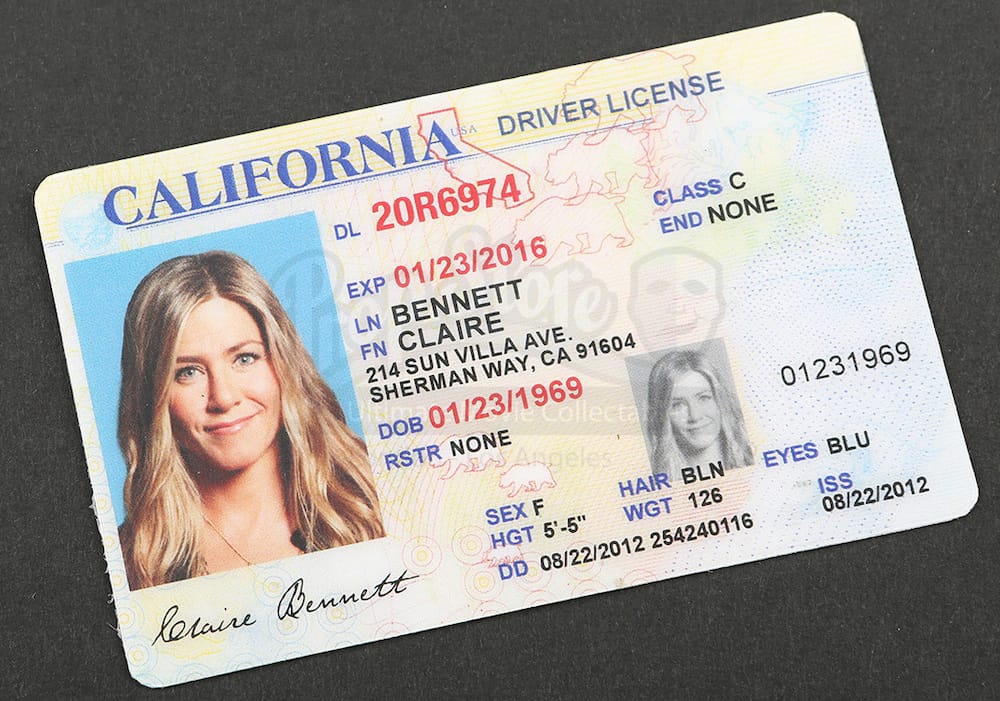 CALIFORNIA USA DRIVER LICENSE
DL 20R6974
CLASS C
EXP 01/23/2016
END NONE
LN BENNETT
FN CLAIRE
214 SUN VILLA AVE.
SHERMAN WAY, CA 91604
DOB 01/23/1969
01231969
RSTR NONE
SEX F HAIR BLN EYES BLU
HGT 5'-5" WGT 126 ISS
DD 08/22/2012 254240116 08/22/2012
Claire Bennett
Prop Store
Ultimate Movie Collectables
Los Angeles